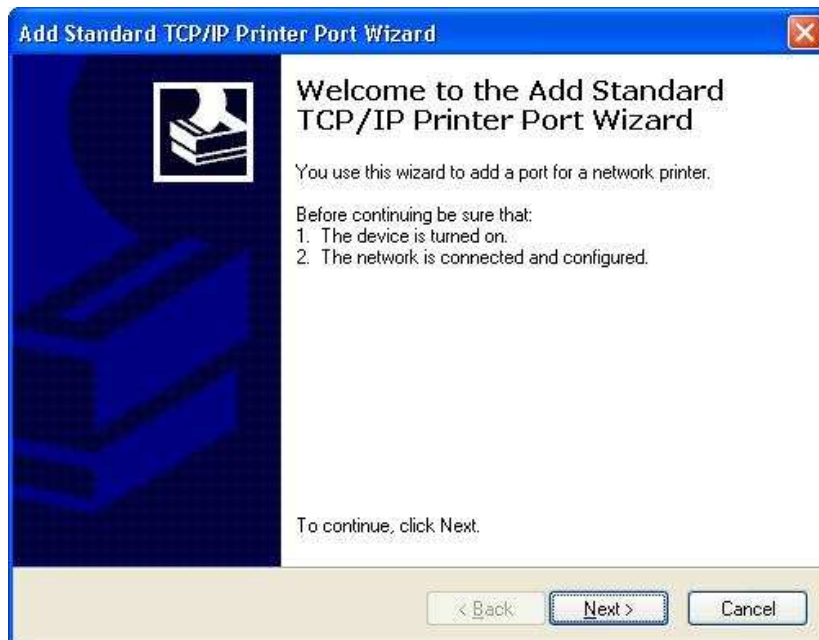 Add Standard TCP/IP Printer Port Wizard
Welcome to the Add Standard
TCP/IP Printer Port Wizard
You use this wizard to add a port for a network printer.
Before continuing be sure that:
1. The device is turned on.
2. The network is connected and configured.
To continue, click Next.
< Back Next > Cancel